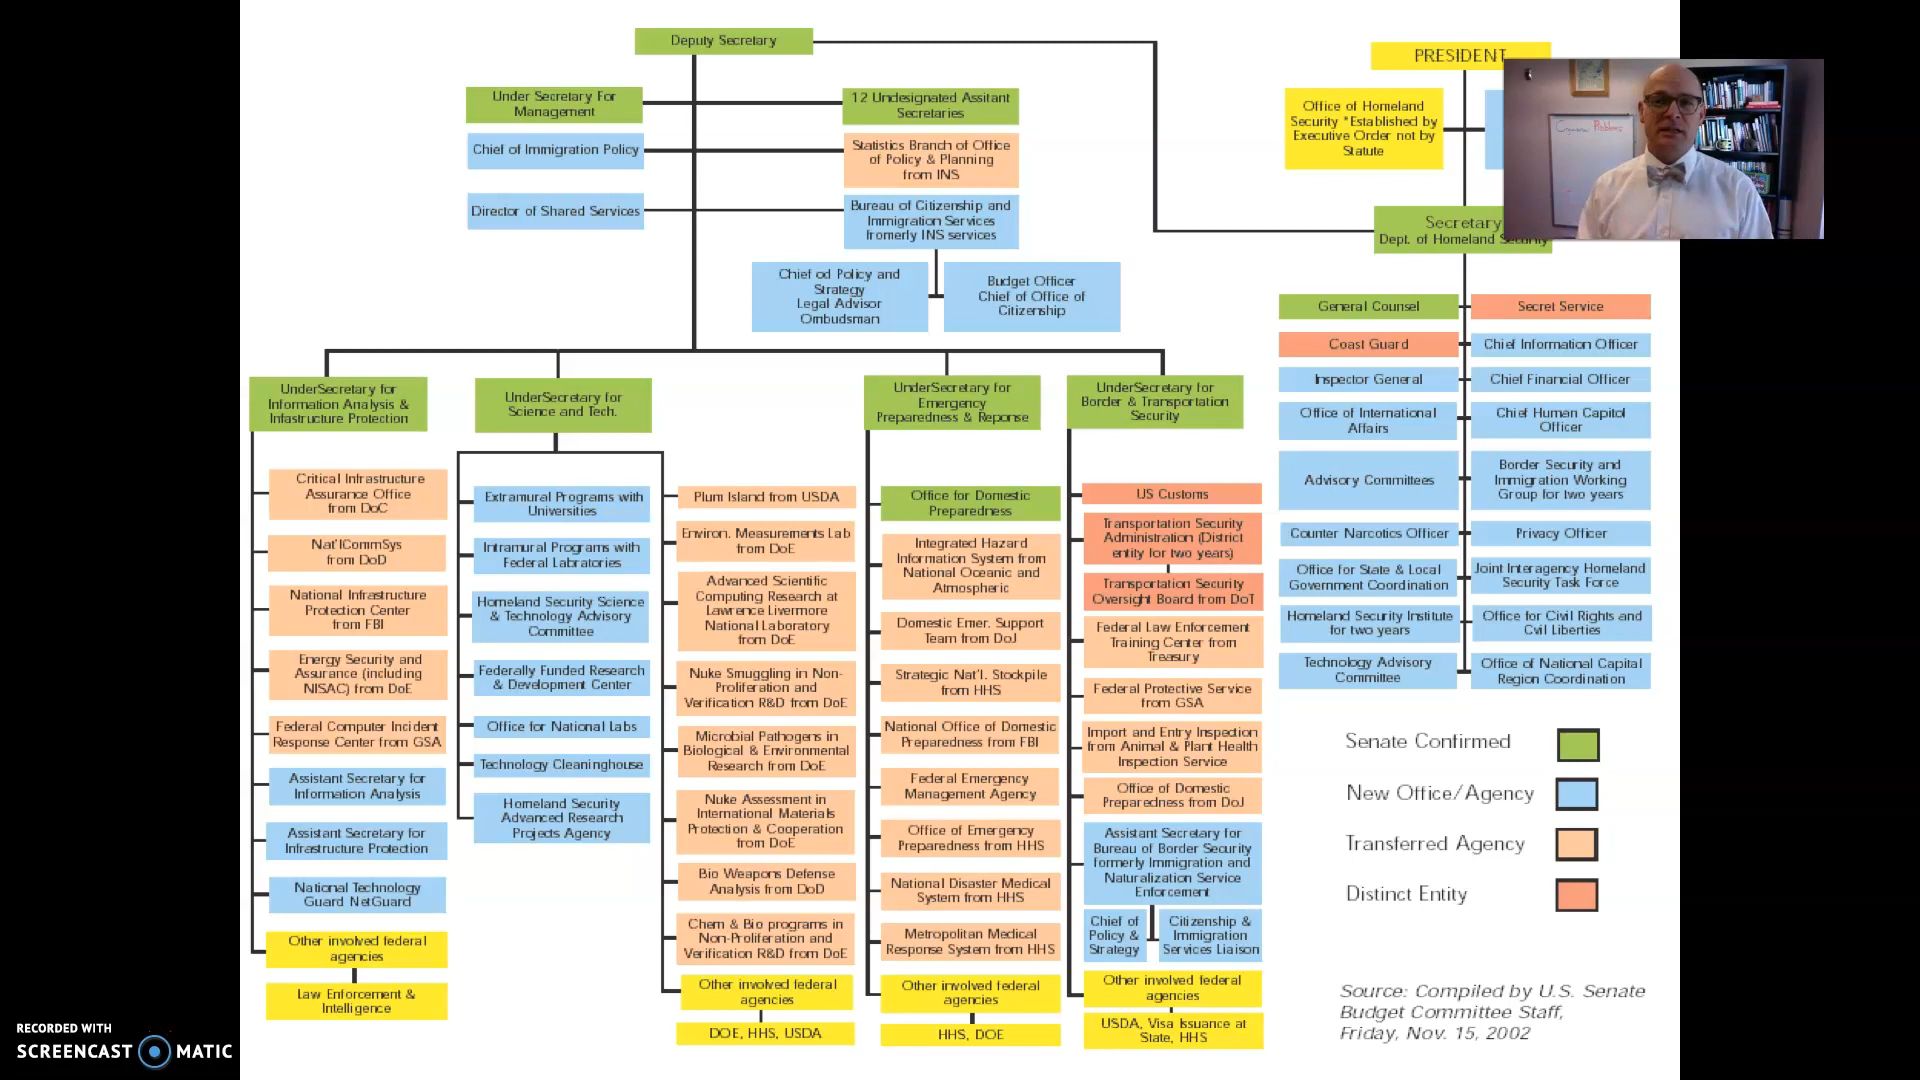 Deputy Secretary
PRESIDENT
Under Secretary For
Management
12 Undesignated Assitant
Secretaries
Office of Homeland
Security *Established by
Executive Order not by
Statute
Chief of Immigration Policy
Statistics Branch of Office
of Policy & Planning
from INS
Director of Shared Services
Bureau of Citizenship and
Immigration Services
fromerly INS services
Secretary
Dept. of Homeland Security
Chief od Policy and
Strategy
Legal Advisor
Ombudsman
Budget Officer
Chief of Office of
Citizenship
General Counsel
Secret Service
Coast Guard
Chief Information Officer
Inspector General
Chief Financial Officer
Office of International
Affairs
Chief Human Capitol
Officer
Advisory Committees
Border Security and
Immigration Working
Group for two years
Counter Narcotics Officer
Privacy Officer
Office for State & Local
Government Coordination
Joint Interagency Homeland
Security Task Force
Homeland Security Institute
for two years
Office for Civil Rights and
Cvil Liberties
Technology Advisory
Committee
Office of National Capital
Region Coordination
UnderSecretary for
Information Analysis &
Infastructure Protection
Critical Infrastructure
Assurance Office
from DoC
Nat'lCommSys
from DoD
National Infrastructure
Protection Center
from FBI
Energy Security and
Assurance (including
NISAC) from DoE
Federal Computer Incident
Response Center from GSA
Assistant Secretary for
Information Analysis
Assistant Secretary for
Infrastructure Protection
National Technology
Guard NetGuard
Other involved federal
agencies
Law Enforcement &
Intelligence
UnderSecretary for
Science and Tech.
Extramural Programs with
Universities
Intramural Programs with
Federal Labratories
Homeland Security Science
& Technology Advisory
Committee
Federally Funded Research
& Development Center
Office for National Labs
Technology Cleaninghouse
Homeland Security
Advanced Research
Projects Agency
Plum Island from USDA
Environ. Measurements Lab
from DoE
Advanced Scientific
Computing Research at
Lawrence Livermore
National Laboratory
from DoE
Nuke Smuggling in Non-
Proliferation and
Verification R&D from DoE
Microbial Pathogens in
Biological & Environmental
Research from DoE
Nuke Assessment in
International Materials
Protection & Cooperation
from DoE
Bio Weapons Defense
Analysis from DoD
Chem & Bio programs in
Non-Proliferation and
Verification R&D from DoE
Other involved federal
agencies
DOE, HHS, USDA
UnderSecretary for
Emergency
Preparedness & Reponse
Office for Domestic
Preparedness
Integrated Hazard
Information System from
National Oceanic and
Atmospheric
Domestic Emer. Support
Team from DoJ
Strategic Nat'l. Stockpile
from HHS
National Office of Domestic
Preparedness from FBI
Federal Emergency
Management Agency
Office of Emergency
Preparedness from HHS
National Disaster Medical
System from HHS
Metropolitan Medical
Response System from HHS
Other involved federal
agencies
HHS, DOE
UnderSecretary for
Border & Transportation
Security
US Customs
Transportation Security
Administration (District
entity for two years)
Transportation Security
Oversight Board from DoT
Federal Law Enforcement
Training Center from
Treasury
Federal Protective Service
from GSA
Import and Entry Inspection
from Animal & Plant Health
Inspection Service
Office of Domestic
Preparedness from DoJ
Assistant Secretary for
Bureau of Border Security
formerly Immigration and
Naturalization Service
Enforcement
Chief of
Policy &
Strategy
Citizenship &
Immigration
Services Liaison
Other involved federal
agencies
USDA, Visa Issuance at
State, HHS
Senate Confirmed
New Office/Agency
Transferred Agency
Distinct Entity
Source: Compiled by U.S. Senate
Budget Committee Staff,
Friday, Nov. 15, 2002
RECORDED WITH
SCREENCAST MATIC